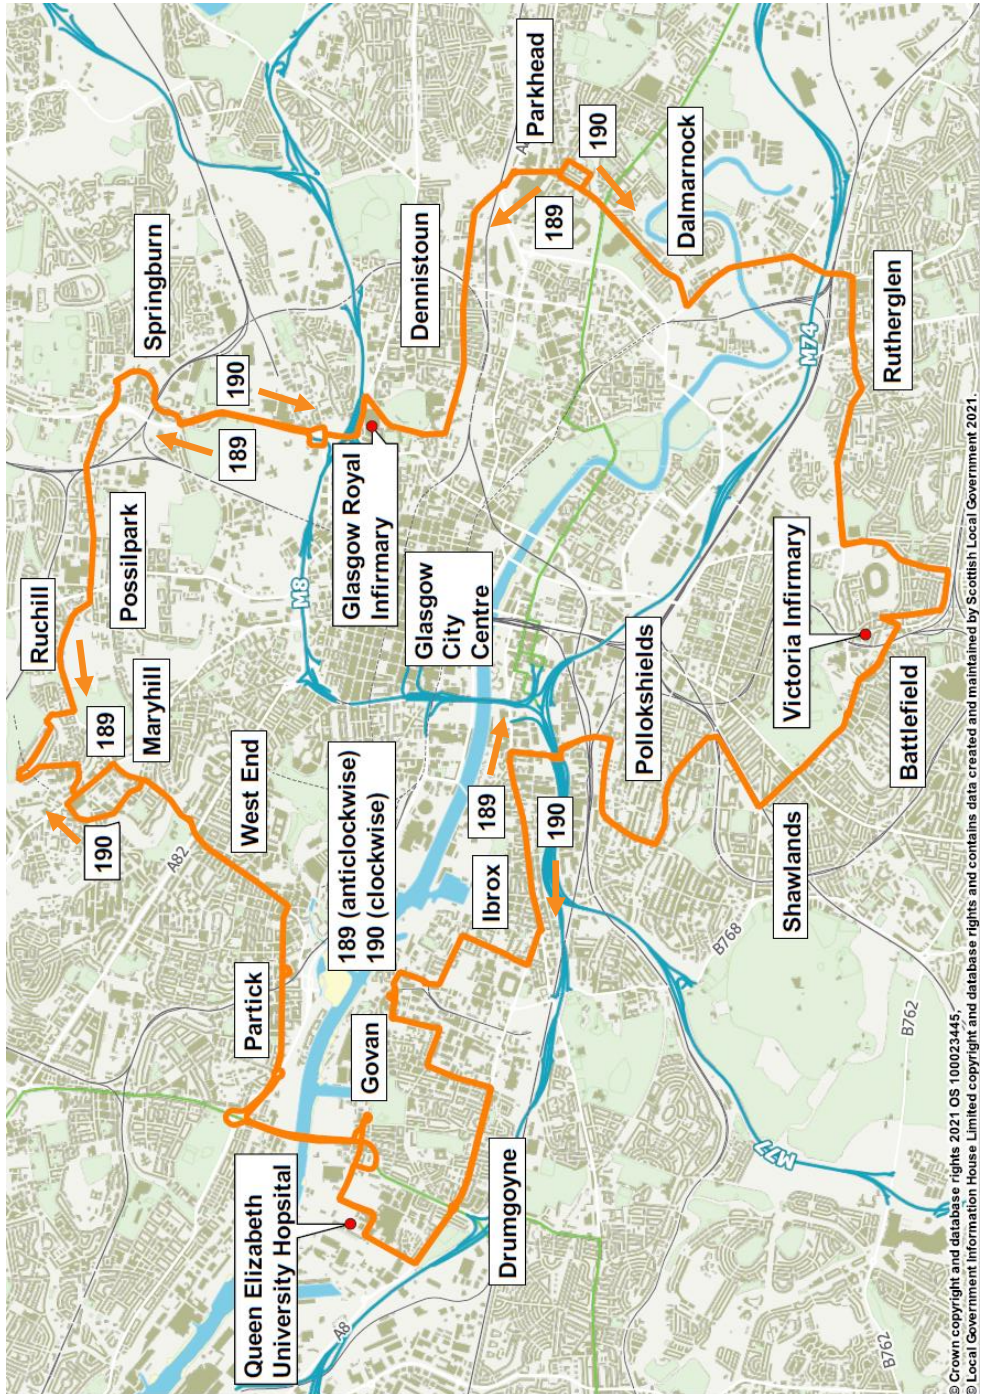 Ruchill
Possilpark
Springburn
Maryhill
189
190
A82
190
189
West End
Partick
Queen Elizabeth
University Hopsital
M8
189 (anticlockwise)
190 (clockwise)
A8
Glasgow Royal
Infirmary
Govan
Dennistoun
Glasgow
City
Centre
189
Ibrox
Drumgoyne
Parkhead
190
189
190
Pollokshields
Dalmarnock
B768
M77
Shawlands
Victoria Infirmary
M74
B762
Rutherglen
B762
Battlefield
© Crown copyright and database rights 2021 OS 100023445,
© Local Government Information House Limited copyright and database rights and contains data created and maintained by Scottish Local Government 2021.